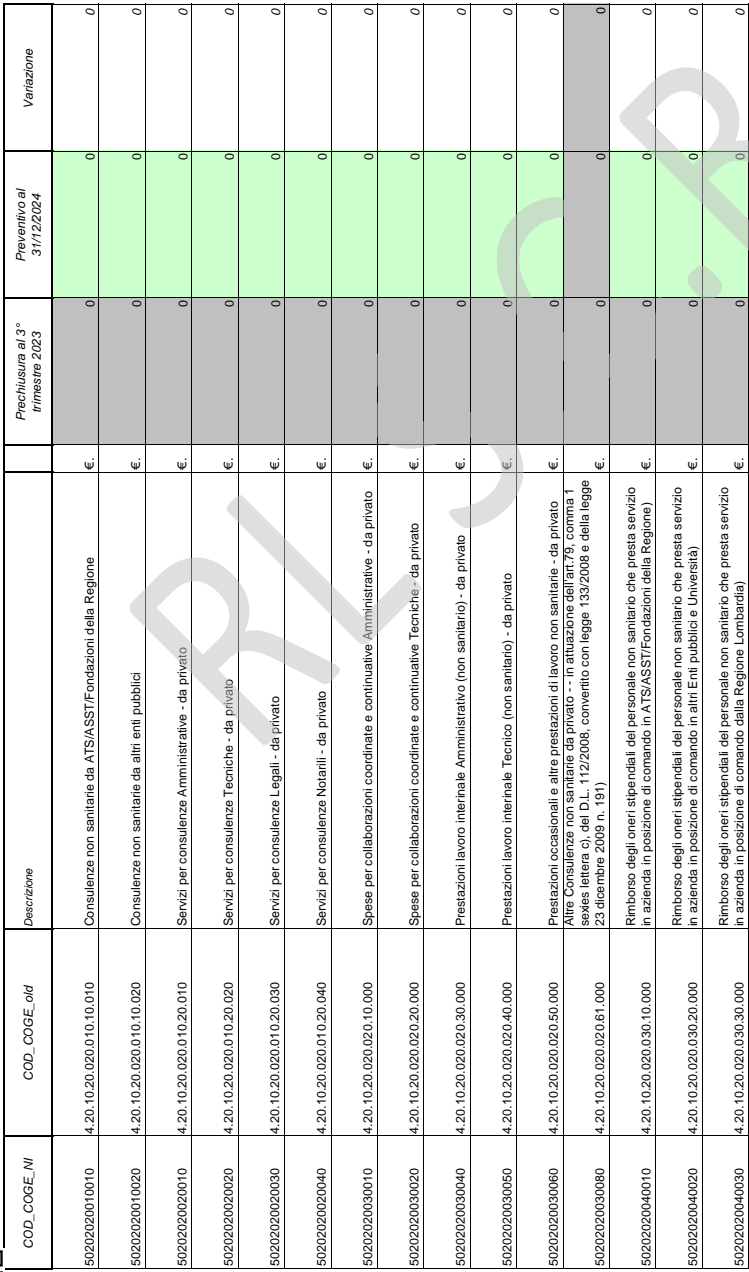 COD_COGE_NI COD_COGE_old Descrizione Prechiusura al 3° trimestre 2023 Preventivo al 31/12/2024 Variazione
50202020010010 4.20.10.20.020.010.10.010 Consulenze non sanitarie da ATS/ASST/Fondazioni della Regione €. 0 0 0
50202020010020 4.20.10.20.020.010.10.020 Consulenze non sanitarie da altri enti pubblici €. 0 0 0
50202020020010 4.20.10.20.020.010.20.010 Servizi per consulenze Amministrative - da privato €. 0 0 0
50202020020020 4.20.10.20.020.010.20.020 Servizi per consulenze Tecniche - da privato €. 0 0 0
50202020020030 4.20.10.20.020.010.20.030 Servizi per consulenze Legali - da privato €. 0 0 0
50202020020040 4.20.10.20.020.010.20.040 Servizi per consulenze Notarili - da privato €. 0 0 0
50202020030010 4.20.10.20.020.020.10.000 Spese per collaborazioni coordinate e continuative Amministrative - da privato €. 0 0 0
50202020030020 4.20.10.20.020.020.20.000 Spese per collaborazioni coordinate e continuative Tecniche - da privato €. 0 0 0
50202020030040 4.20.10.20.020.020.30.000 Prestazioni lavoro interinale Amministrativo (non sanitario) - da privato €. 0 0 0
50202020030050 4.20.10.20.020.020.40.000 Prestazioni lavoro interinale Tecnico (non sanitario) - da privato €. 0 0 0
50202020030060 4.20.10.20.020.020.50.000 Prestazioni occasionali e altre prestazioni di lavoro non sanitarie - da privato €. 0 0 0
50202020030080 4.20.10.20.020.020.61.000 Altre Consulenze non sanitarie da privato - - in attuazione dell'art.79, comma 1
sexies lettera c), del D.L. 112/2008, convertito con legge 133/2008 e della legge
23 dicembre 2009 n. 191) €. 0 0 0
50202020040010 4.20.10.20.020.030.10.000 Rimborso degli oneri stipendiali del personale non sanitario che presta servizio
in azienda in posizione di comando in ATS/ASST/Fondazioni della Regione) €. 0 0 0
50202020040020 4.20.10.20.020.030.20.000 Rimborso degli oneri stipendiali del personale non sanitario che presta servizio
in azienda in posizione di comando in altri Enti pubblici e Università) €. 0 0 0
50202020040030 4.20.10.20.020.030.30.000 Rimborso degli oneri stipendiali del personale non sanitario che presta servizio
in azienda in posizione di comando dalla Regione Lombardia) €. 0 0 0